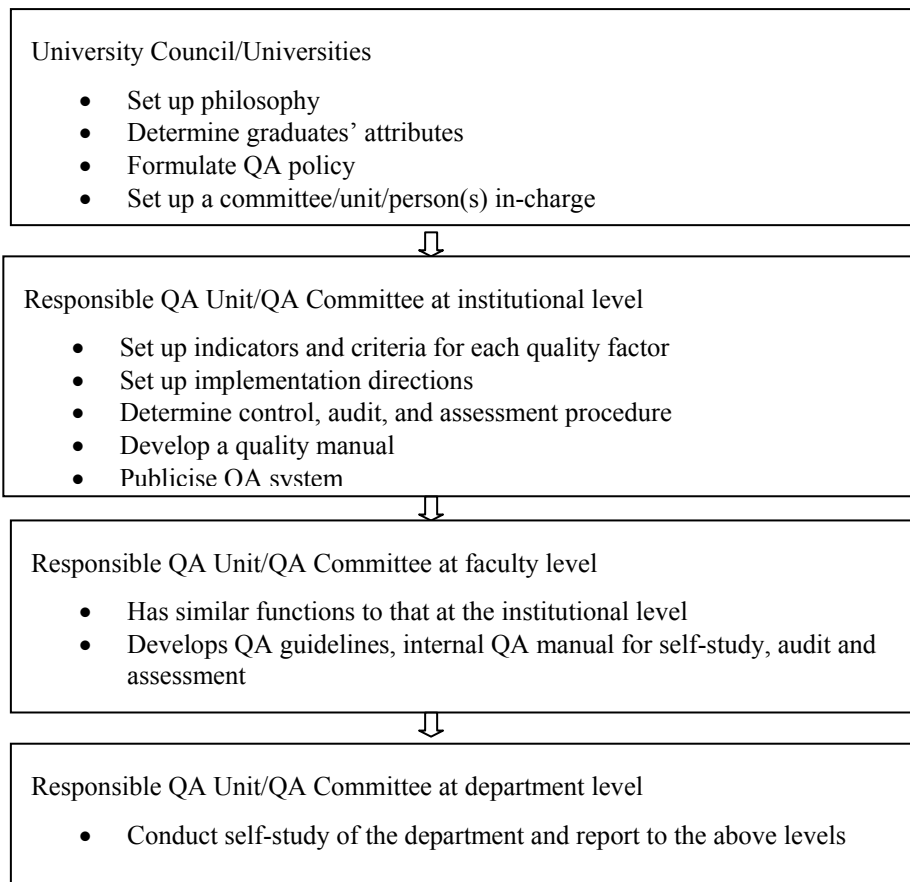 University Council/Universities
• Set up philosophy
• Determine graduates’ attributes
• Formulate QA policy
• Set up a committee/unit/person(s) in-charge
Responsible QA Unit/QA Committee at institutional level
• Set up indicators and criteria for each quality factor
• Set up implementation directions
• Determine control, audit, and assessment procedure
• Develop a quality manual
• Publicise QA system
Responsible QA Unit/QA Committee at faculty level
• Has similar functions to that at the institutional level
• Develops QA guidelines, internal QA manual for self-study, audit and
assessment
Responsible QA Unit/QA Committee at department level
• Conduct self-study of the department and report to the above levels